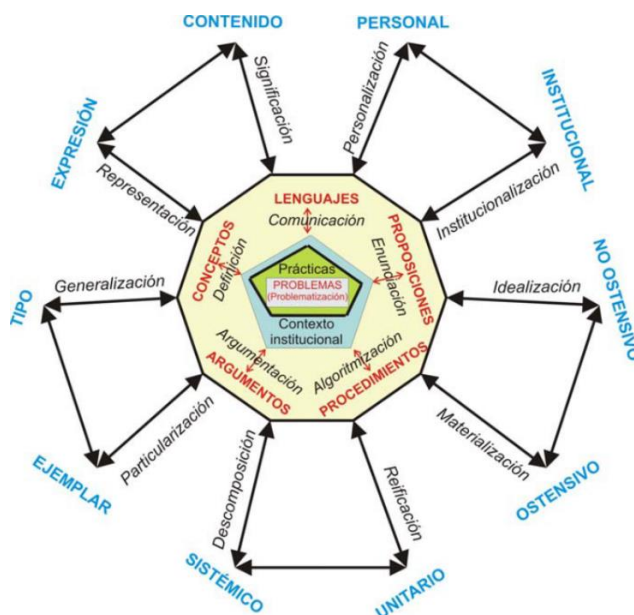 CONTENIDO
PERSONAL
EXPRESIÓN
Significación
Personalización
INSTITUCIONAL
Representación
Institucionalización
LENGUAJES
Comunicación
CONCEPTOS
Definición
Enunciación
PROPOSICIONES
Prácticas
PROBLEMAS
(Problematización)
Contexto
institucional
TIPO
Generalización
Idealización
NO OSTENSIVO
Argumentación
ARGUMENTOS
Algoritmización
PROCEDIMIENTOS
EJEMPLAR
Particularización
Materialización
OSTENSIVO
Descomposición
Reificación
SISTÉMICO
UNITARIO